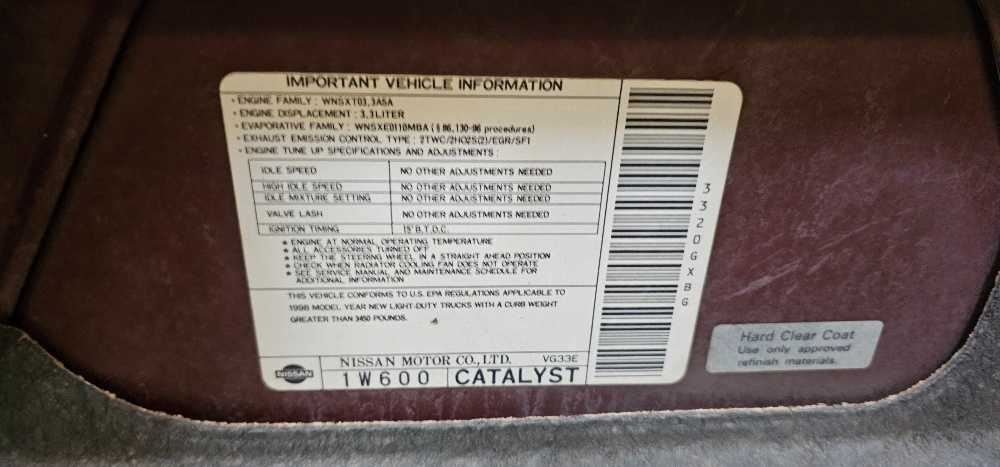 IMPORTANT VEHICLE INFORMATION
• ENGINE FAMILY : WNSXT03.3A5A
• ENGINE DISPLACEMENT : 3.3 LITER
• EVAPORATIVE FAMILY : WNSXE0110MBA ( § 86.130-96 procedures)
• EXHAUST EMISSION CONTROL TYPE : 2TWC/2HO2S(2)/EGR/SFI
• ENGINE TUNE UP SPECIFICATIONS AND ADJUSTMENTS :
IDLE SPEED NO OTHER ADJUSTMENTS NEEDED
HIGH IDLE SPEED NO OTHER ADJUSTMENTS NEEDED
IDLE MIXTURE SETTING NO OTHER ADJUSTMENTS NEEDED
VALVE LASH NO OTHER ADJUSTMENTS NEEDED
IGNITION TIMING 15° B.T.D.C.
★ ENGINE AT NORMAL OPERATING TEMPERATURE
★ ALL ACCESSORIES TURNED OFF
★ KEEP THE STEERING WHEEL IN A STRAIGHT AHEAD POSITION
★ CHECK WHEN RADIATOR COOLING FAN DOES NOT OPERATE
★ SEE SERVICE MANUAL AND MAINTENANCE SCHEDULE FOR
ADDITIONAL INFORMATION
THIS VEHICLE CONFORMS TO U.S. EPA REGULATIONS APPLICABLE TO
1998 MODEL YEAR NEW LIGHT-DUTY TRUCKS WITH A CURB WEIGHT
GREATER THAN 3450 POUNDS.
NISSAN
NISSAN MOTOR CO., LTD. VG33E
1W600 CATALYST
3320GXBG
Hard Clear Coat
Use only approved
refinish materials.